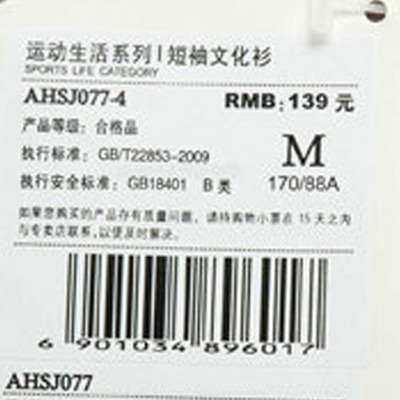 运动生活系列 | 短袖文化衫
SPORTS LIFE CATEGORY
AHSJ077-4 RMB: 139 元
产品等级: 合格品
执行标准: GB/T22853-2009
M
执行安全标准: GB18401 B 类
170/88A
如果您购买的产品存有质量问题, 请持购物小票在 15 天之内
与专卖店联系, 以便及时解决。
6 901034 896017
AHSJ077